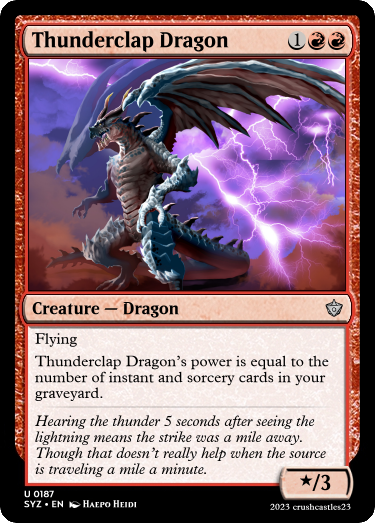 Thunderclap Dragon 1
Creature — Dragon
Flying
Thunderclap Dragon's power is equal to the
number of instant and sorcery cards in your
graveyard.
Hearing the thunder 5 seconds after seeing the
lightning means the strike was a mile away.
Though that doesn't really help when the source
is traveling a mile a minute.
★/3
U 0187
SYZ • EN Haepo Heidi
2023 crushcastles23